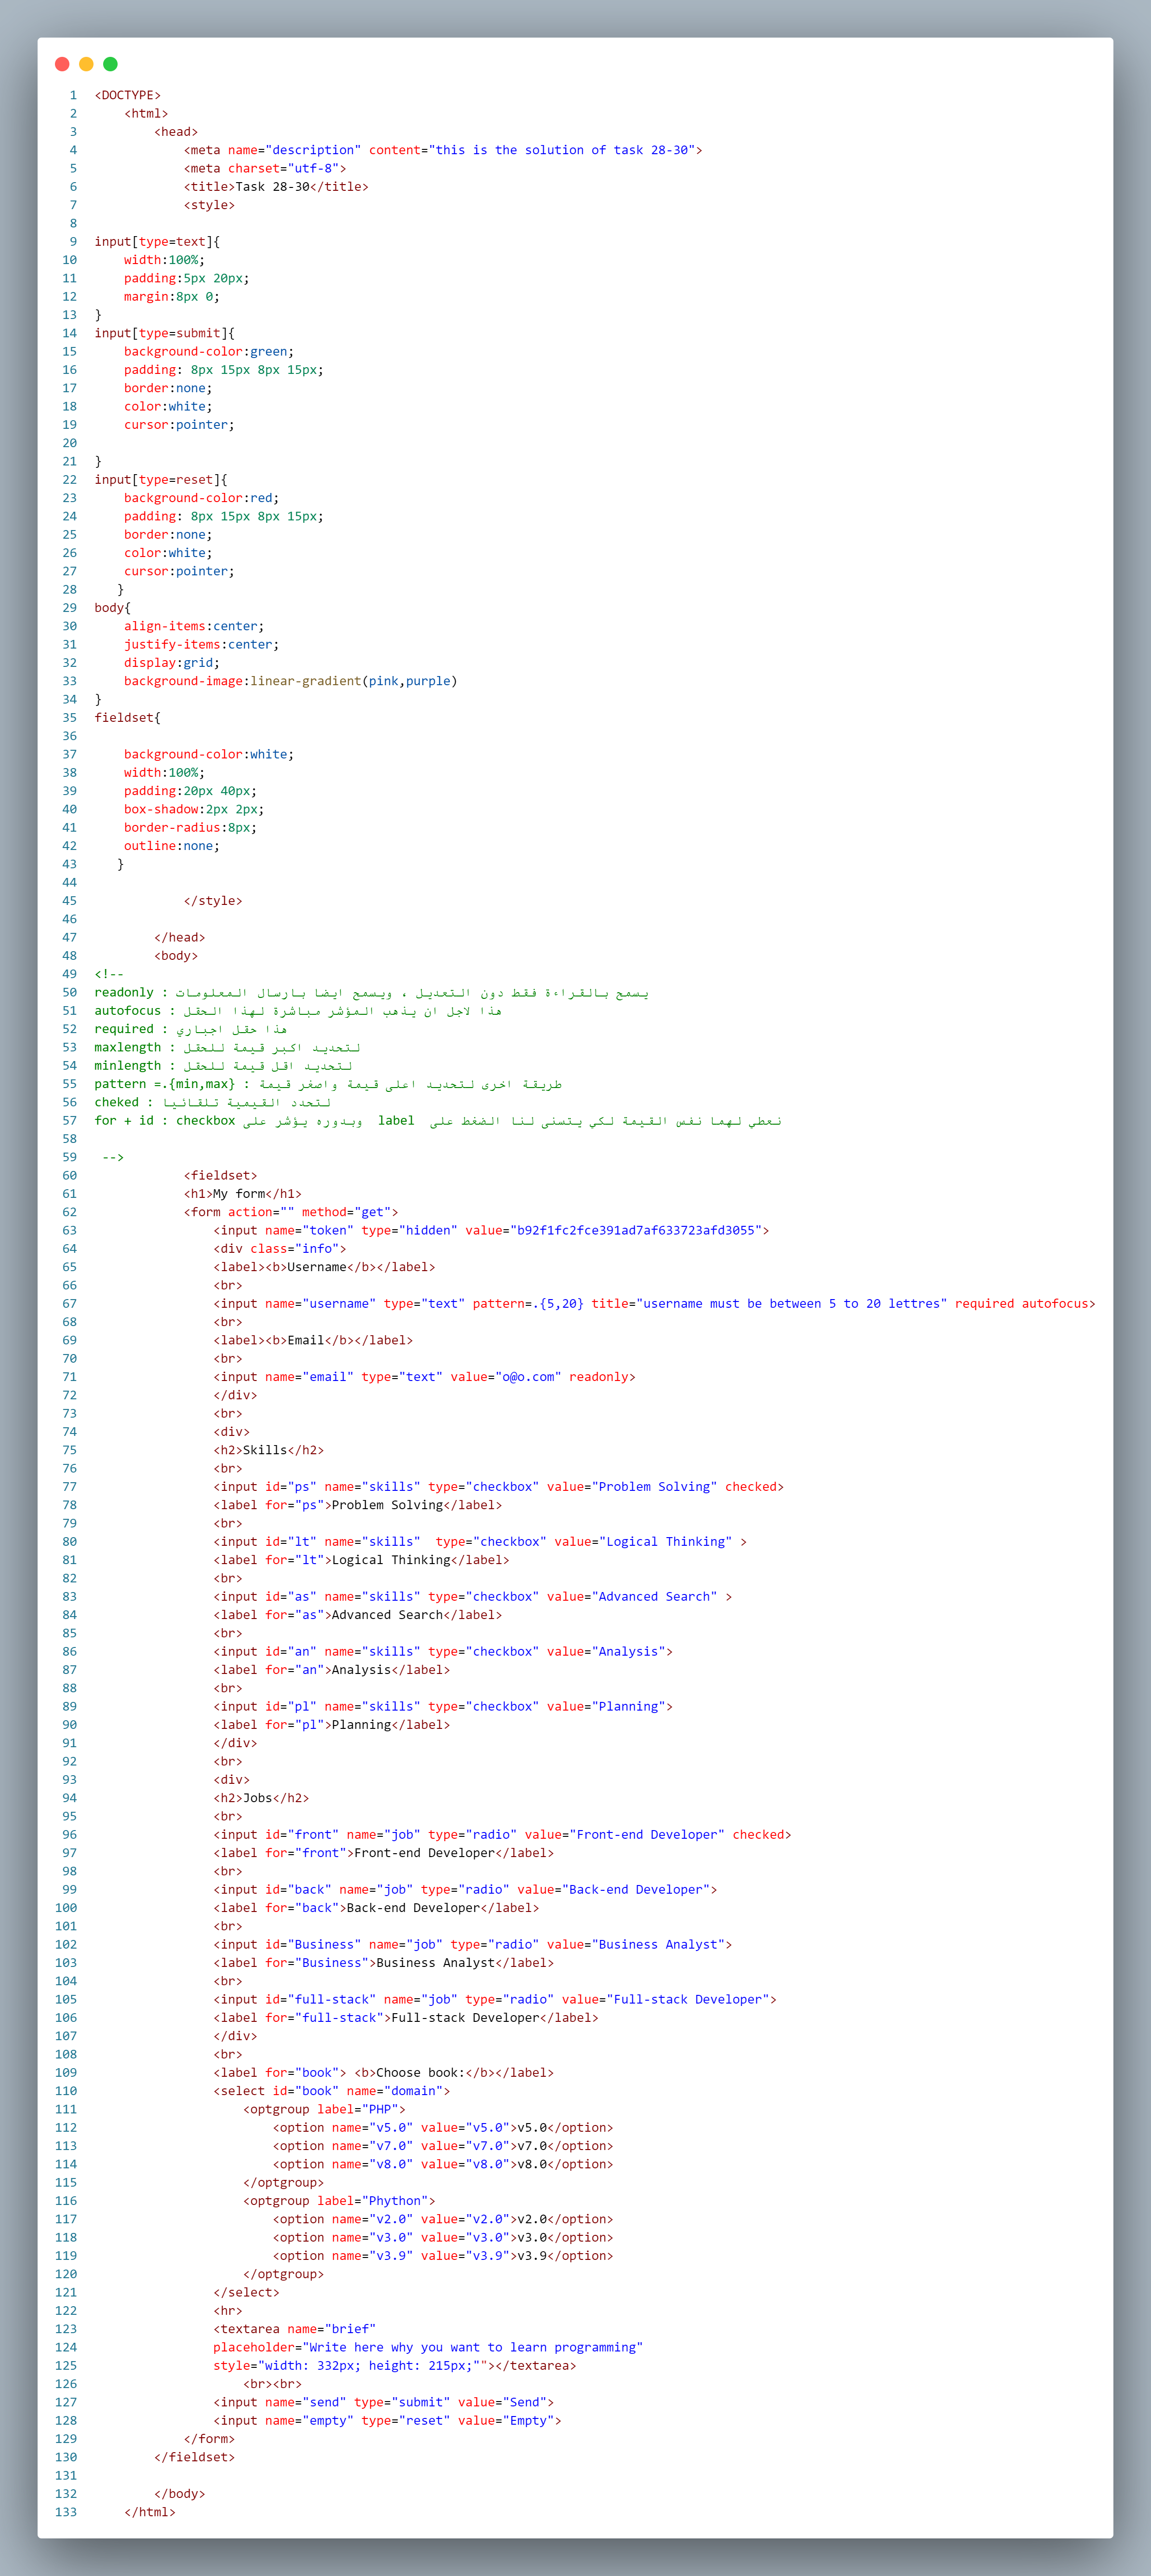 1 <DOCTYPE>
2     <html>
3         <head>
4             <meta name="description" content="this is the solution of task 28-30">
5             <meta charset="utf-8">
6             <title>Task 28-30</title>
7             <style>
8
9 input[type=text]{
10     width:100%;
11     padding:5px 20px;
12     margin:8px 0;
13 }
14 input[type=submit]{
15     background-color:green;
16     padding: 8px 15px 8px 15px;
17     border:none;
18     color:white;
19     cursor:pointer;
20
21 }
22 input[type=reset]{
23     background-color:red;
24     padding: 8px 15px 8px 15px;
25     border:none;
26     color:white;
27     cursor:pointer;
28    }
29 body{
30     align-items:center;
31     justify-items:center;
32     display:grid;
33     background-image:linear-gradient(pink,purple)
34 }
35 fieldset{
36
37     background-color:white;
38     width:100%;
39     padding:20px 40px;
40     box-shadow:2px 2px;
41     border-radius:8px;
42     outline:none;
43    }
44
45             </style>
46
47         </head>
48         <body>
49 <!--
50 readonly : يسمح بالقراءة فقط دون التعديل ، ويسمح ايضا بارسال المعلومات
51 autofocus : هذا لاجل ان يذهب المؤشر مباشرة لهذا الحقل
52 required : هذا حقل اجباري
53 maxlength : لتحديد اكبر قيمة للحقل
54 minlength : لتحديد اقل قيمة للحقل
55 pattern =.{min,max} : طريقة اخرى لتحديد اعلى قيمة واصغر قيمة
56 cheked : لتحدد القيمية تلقائيا
57 for + id : نعطي لهما نفس القيمة لكي يتسنى لنا الضغط على  label  وبدوره يؤشر على checkbox
58
59  -->
60             <fieldset>
61             <h1>My form</h1>
62             <form action="" method="get">
63                 <input name="token" type="hidden" value="b92f1fc2fce391ad7af633723afd3055">
64                 <div class="info">
65                 <label><b>Username</b></label>
66                 <br>
67                 <input name="username" type="text" pattern=.{5,20} title="username must be between 5 to 20 lettres" required autofocus>
68                 <br>
69                 <label><b>Email</b></label>
70                 <br>
71                 <input name="email" type="text" value="o@o.com" readonly>
72                 </div>
73                 <br>
74                 <div>
75                 <h2>Skills</h2>
76                 <br>
77                 <input id="ps" name="skills" type="checkbox" value="Problem Solving" checked>
78                 <label for="ps">Problem Solving</label>
79                 <br>
80                 <input id="lt" name="skills"  type="checkbox" value="Logical Thinking" >
81                 <label for="lt">Logical Thinking</label>
82                 <br>
83                 <input id="as" name="skills" type="checkbox" value="Advanced Search" >
84                 <label for="as">Advanced Search</label>
85                 <br>
86                 <input id="an" name="skills" type="checkbox" value="Analysis">
87                 <label for="an">Analysis</label>
88                 <br>
89                 <input id="pl" name="skills" type="checkbox" value="Planning">
90                 <label for="pl">Planning</label>
91                 </div>
92                 <br>
93                 <div>
94                 <h2>Jobs</h2>
95                 <br>
96                 <input id="front" name="job" type="radio" value="Front-end Developer" checked>
97                 <label for="front">Front-end Developer</label>
98                 <br>
99                 <input id="back" name="job" type="radio" value="Back-end Developer">
100                 <label for="back">Back-end Developer</label>
101                 <br>
102                 <input id="Business" name="job" type="radio" value="Business Analyst">
103                 <label for="Business">Business Analyst</label>
104                 <br>
105                 <input id="full-stack" name="job" type="radio" value="Full-stack Developer">
106                 <label for="full-stack">Full-stack Developer</label>
107                 </div>
108                 <br>
109                 <label for="book"> <b>Choose book:</b></label>
110                 <select id="book" name="domain">
111                     <optgroup label="PHP">
112                         <option name="v5.0" value="v5.0">v5.0</option>
113                         <option name="v7.0" value="v7.0">v7.0</option>
114                         <option name="v8.0" value="v8.0">v8.0</option>
115                     </optgroup>
116                     <optgroup label="Phython">
117                         <option name="v2.0" value="v2.0">v2.0</option>
118                         <option name="v3.0" value="v3.0">v3.0</option>
119                         <option name="v3.9" value="v3.9">v3.9</option>
120                     </optgroup>
121                 </select>
122                 <hr>
123                 <textarea name="brief"
124                 placeholder="Write here why you want to learn programming"
125                 style="width: 332px; height: 215px;""></textarea>
126                     <br><br>
127                 <input name="send" type="submit" value="Send">
128                 <input name="empty" type="reset" value="Empty">
129             </form>
130         </fieldset>
131
132         </body>
133     </html>